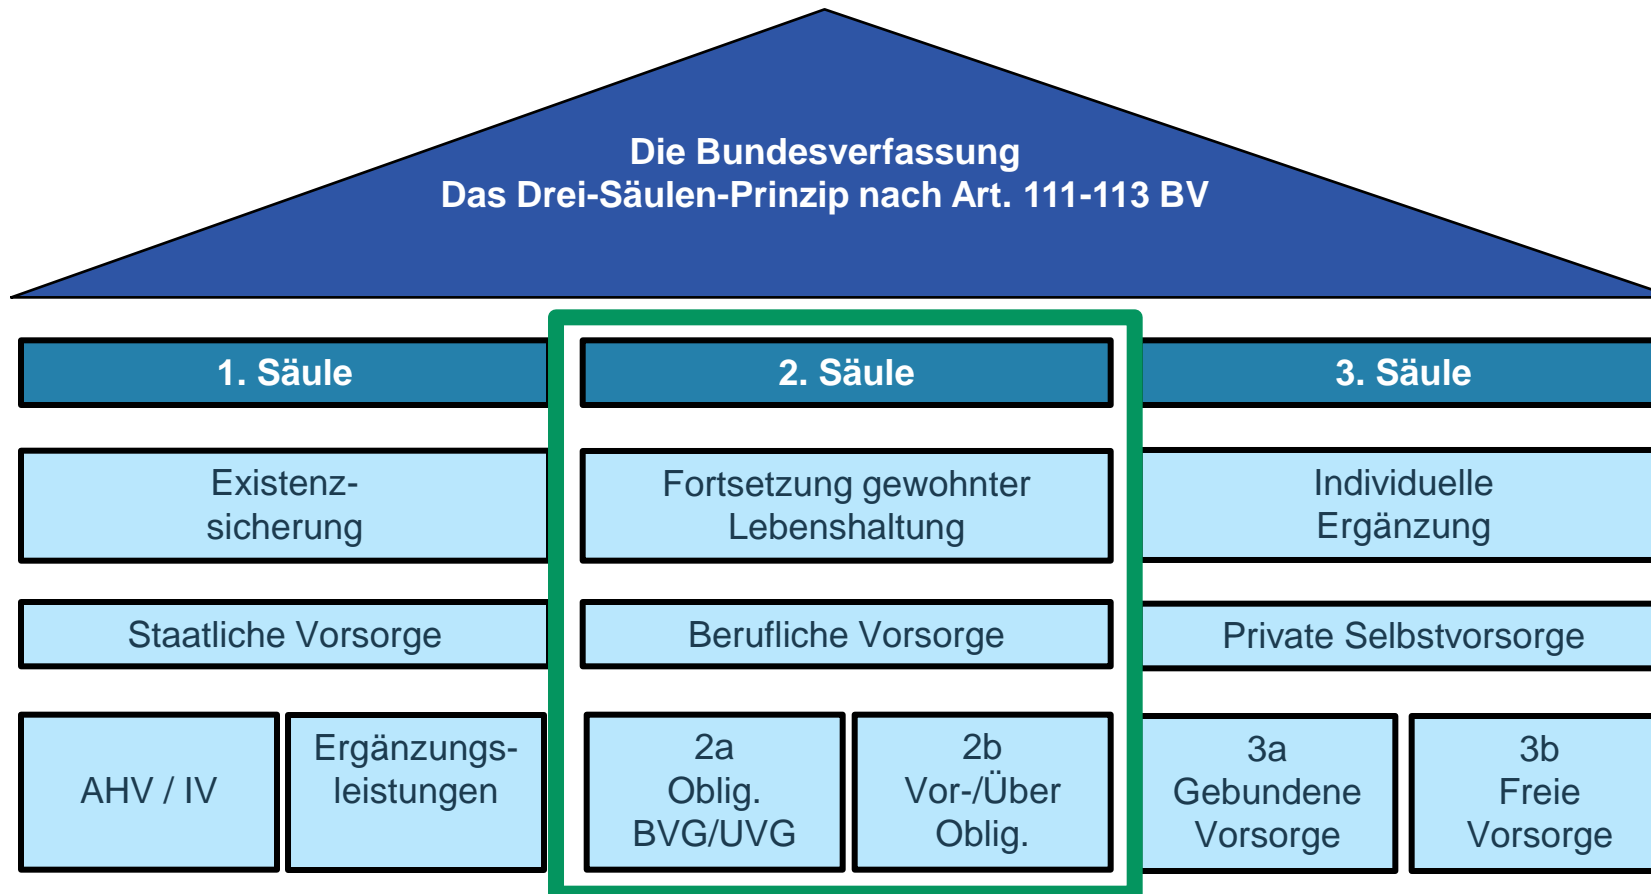 Die Bundesverfassung
Das Drei-Säulen-Prinzip nach Art. 111-113 BV
1. Säule
2. Säule
3. Säule
Existenz-
sicherung
Fortsetzung gewohnter
Lebenshaltung
Individuelle
Ergänzung
Staatliche Vorsorge
Berufliche Vorsorge
Private Selbstvorsorge
AHV / IV
Ergänzungs-
leistungen
2a
Oblig.
BVG/UVG
2b
Vor-/Über
Oblig.
3a
Gebundene
Vorsorge
3b
Freie
Vorsorge